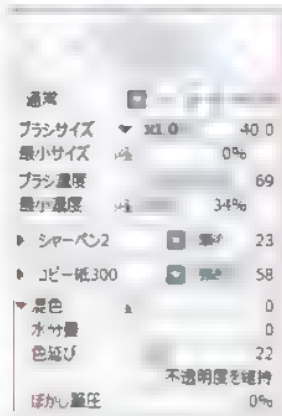 通常
ブラシサイズ x1.0 40.0
最小サイズ 0%
ブラシ濃度 69
最小濃度 34%
シャーペン2 23
コピー紙300 58
混色 0
水分量 0
色延び 22
不透明度を維持
ぼかし筆圧 0%